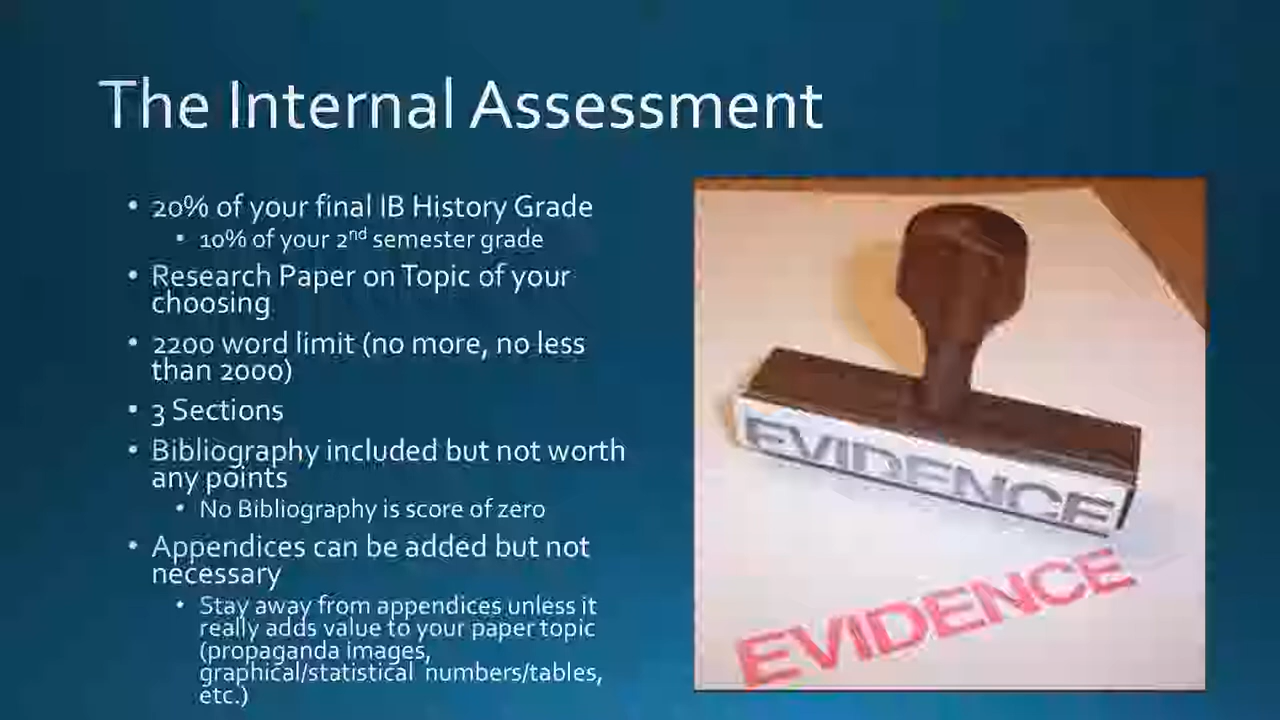 The Internal Assessment
• 20% of your final IB History Grade
• 10% of your 2nd semester grade
• Research Paper on Topic of your
choosing
• 2200 word limit (no more, no less
than 2000)
• 3 Sections
• Bibliography included but not worth
any points
• No Bibliography is score of zero
• Appendices can be added but not
necessary
• Stay away from appendices unless it
really adds value to your paper topic
(propaganda images,
graphical/statistical numbers/tables,
etc.)
EVIDENCE
EVIDENCE